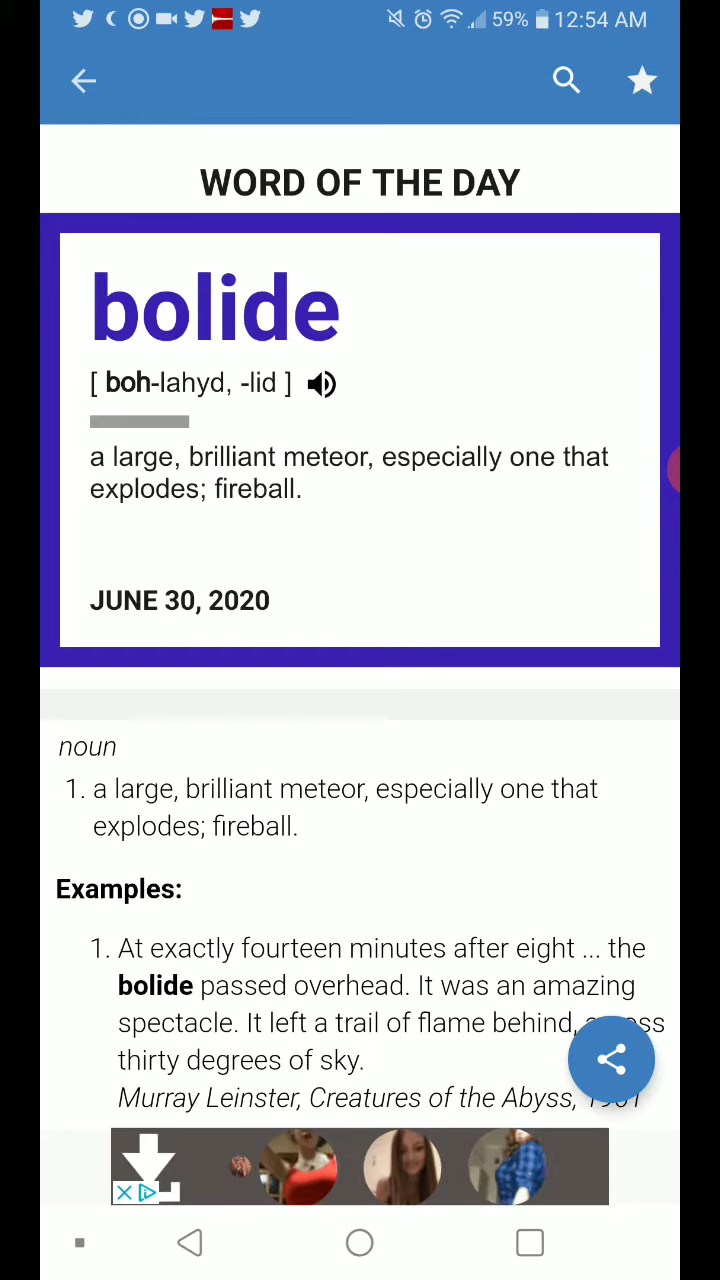 59% 12:54 AM
WORD OF THE DAY
bolide
[ boh-lahyd, -lid ]
a large, brilliant meteor, especially one that
explodes; fireball.
JUNE 30, 2020
noun
1. a large, brilliant meteor, especially one that
explodes; fireball.
Examples:
1. At exactly fourteen minutes after eight ... the
bolide passed overhead. It was an amazing
spectacle. It left a trail of flame behind,
thirty degrees of sky.
Murray Leinster, Creatures of the Abyss,